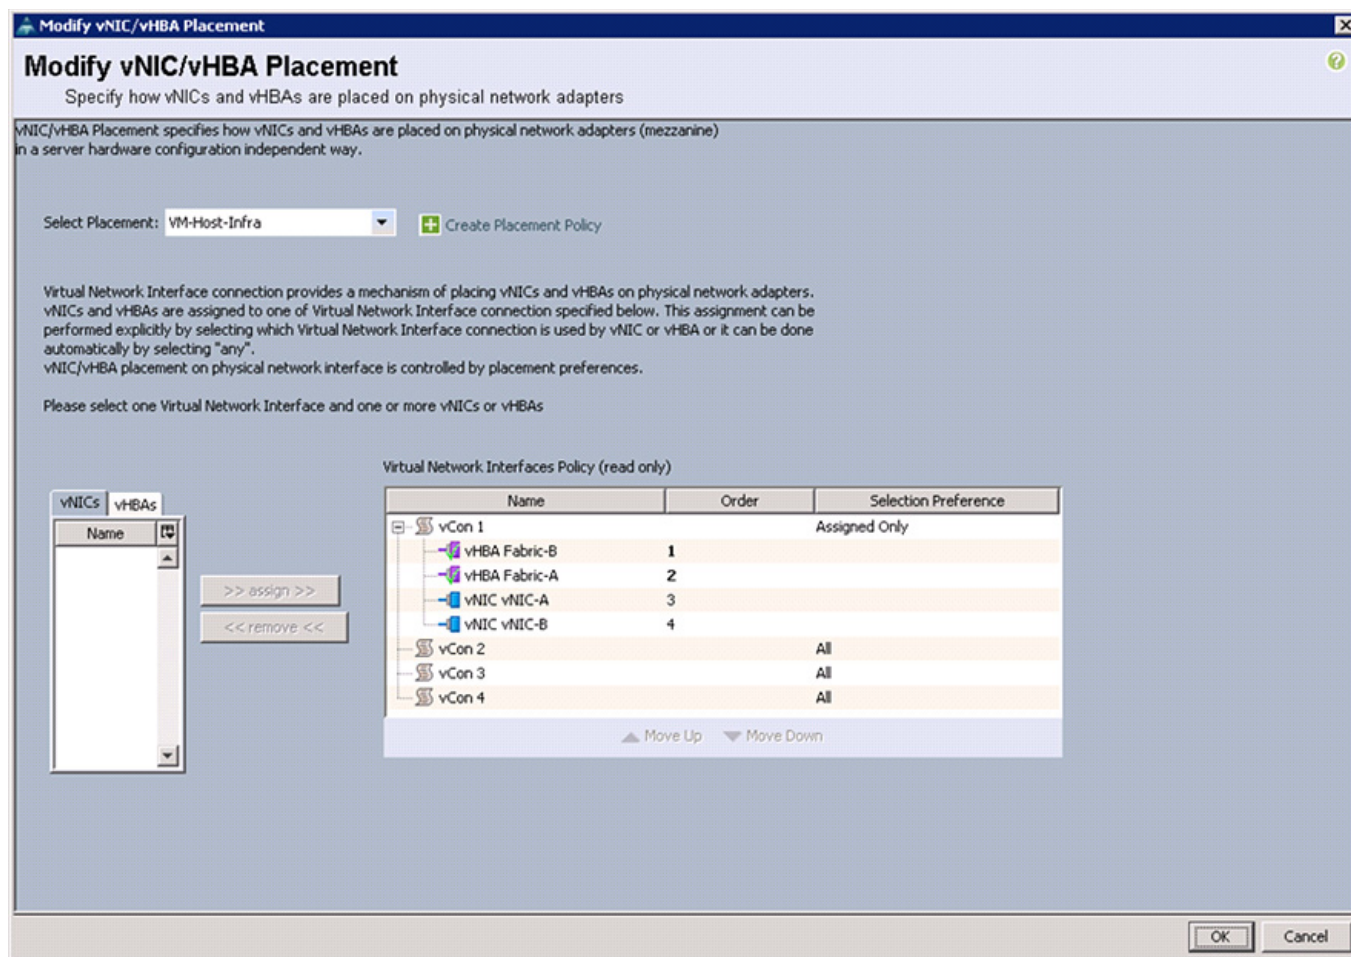 Modify vNIC/vHBA Placement
Modify vNIC/vHBA Placement
Specify how vNICs and vHBAs are placed on physical network adapters
vNIC/vHBA Placement specifies how vNICs and vHBAs are placed on physical network adapters (mezzanine)
in a server hardware configuration independent way.
Select Placement: VM-Host-Infra Create Placement Policy
Virtual Network Interface connection provides a mechanism of placing vNICs and vHBAs on physical network adapters.
vNICs and vHBAs are assigned to one of Virtual Network Interface connection specified below. This assignment can be
performed explicitly by selecting which Virtual Network Interface connection is used by vNIC or vHBA or it can be done
automatically by selecting "any".
vNIC/vHBA placement on physical network interface is controlled by placement preferences.
Please select one Virtual Network Interface and one or more vNICs or vHBAs
vNICs vHBAs
Name
>> assign >>
<< remove <<
Virtual Network Interfaces Policy (read only)
Name Order Selection Preference
vCon 1 Assigned Only
vHBA Fabric-B 1
vHBA Fabric-A 2
vNIC vNIC-A 3
vNIC vNIC-B 4
vCon 2 All
vCon 3 All
vCon 4 All
Move Up Move Down
OK Cancel